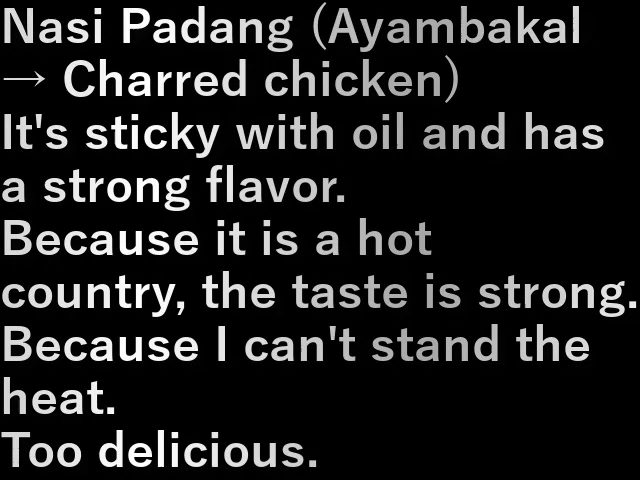 Nasi Padang (Ayambakal
→ Charred chicken)
It's sticky with oil and has
a strong flavor.
Because it is a hot
country, the taste is strong.
Because I can't stand the
heat.
Too delicious.